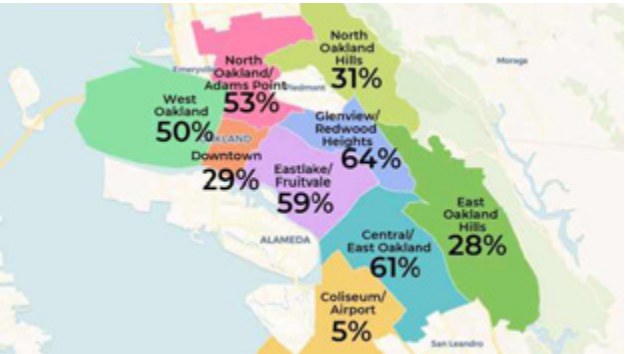 North
Oakland
Hills
31%
North
Oakland/
Adams Point
53%
Emeryville
Piedmont
Moraga
West
Oakland
50%
OAKLAND
Downtown
29%
Glenview/
Redwood
Heights
64%
Eastlake/
Fruitvale
59%
East
Oakland
Hills
28%
ALAMEDA
Central/
East Oakland
61%
Coliseum/
Airport
5%
San Leandro